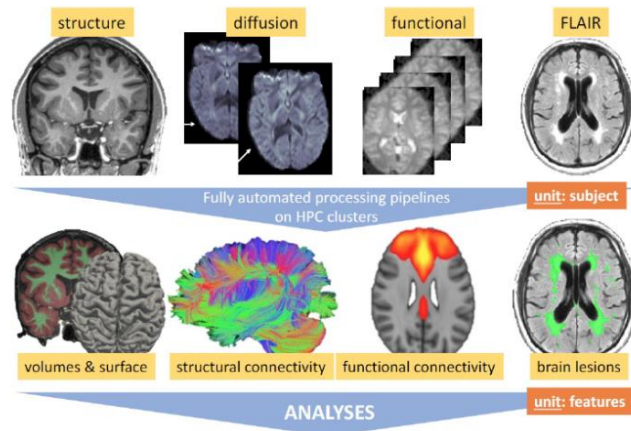 structure
diffusion
functional
FLAIR
Fully automated processing pipelines
on HPC clusters
unit: subject
volumes & surface
structural connectivity
functional connectivity
brain lesions
unit: features
ANALYSES